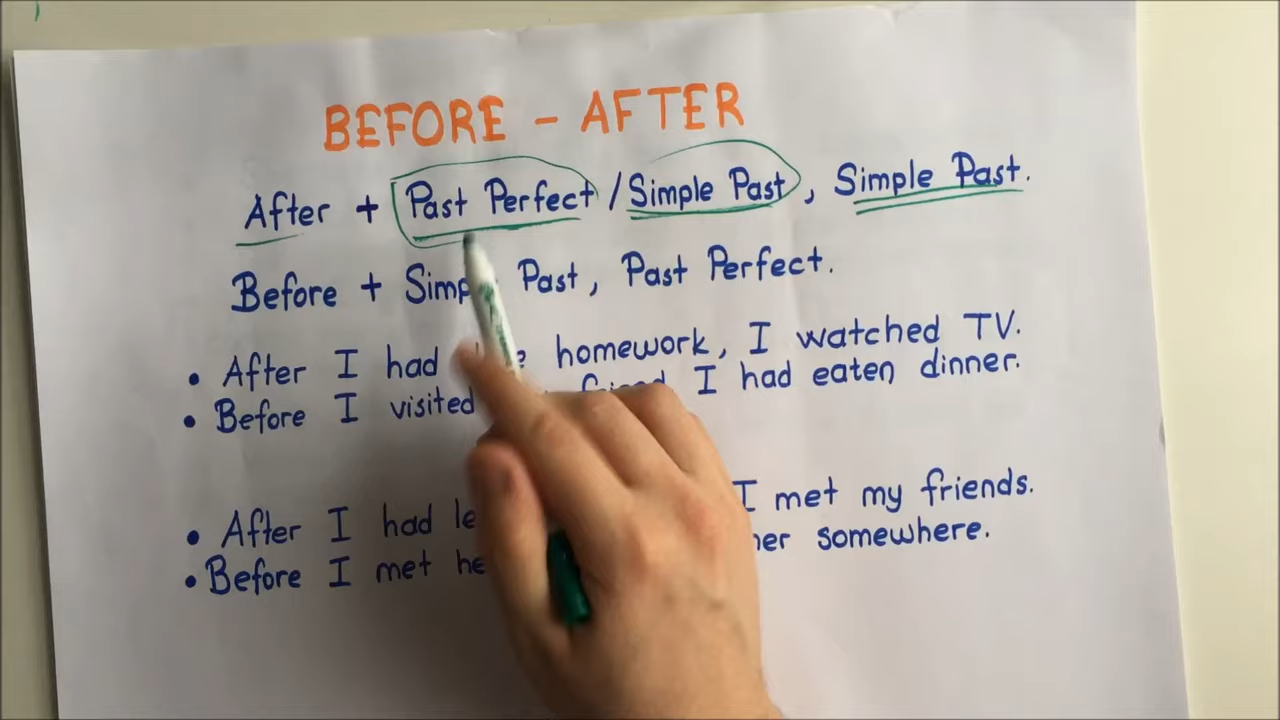 BEFORE - AFTER
After + Past Perfect / Simple Past, Simple Past.
Before + Past, Past Perfect.
• After I had homework, I watched TV.
• Before I visited I had eaten dinner.
• After I had I met my friends.
• Before I met somewhere.